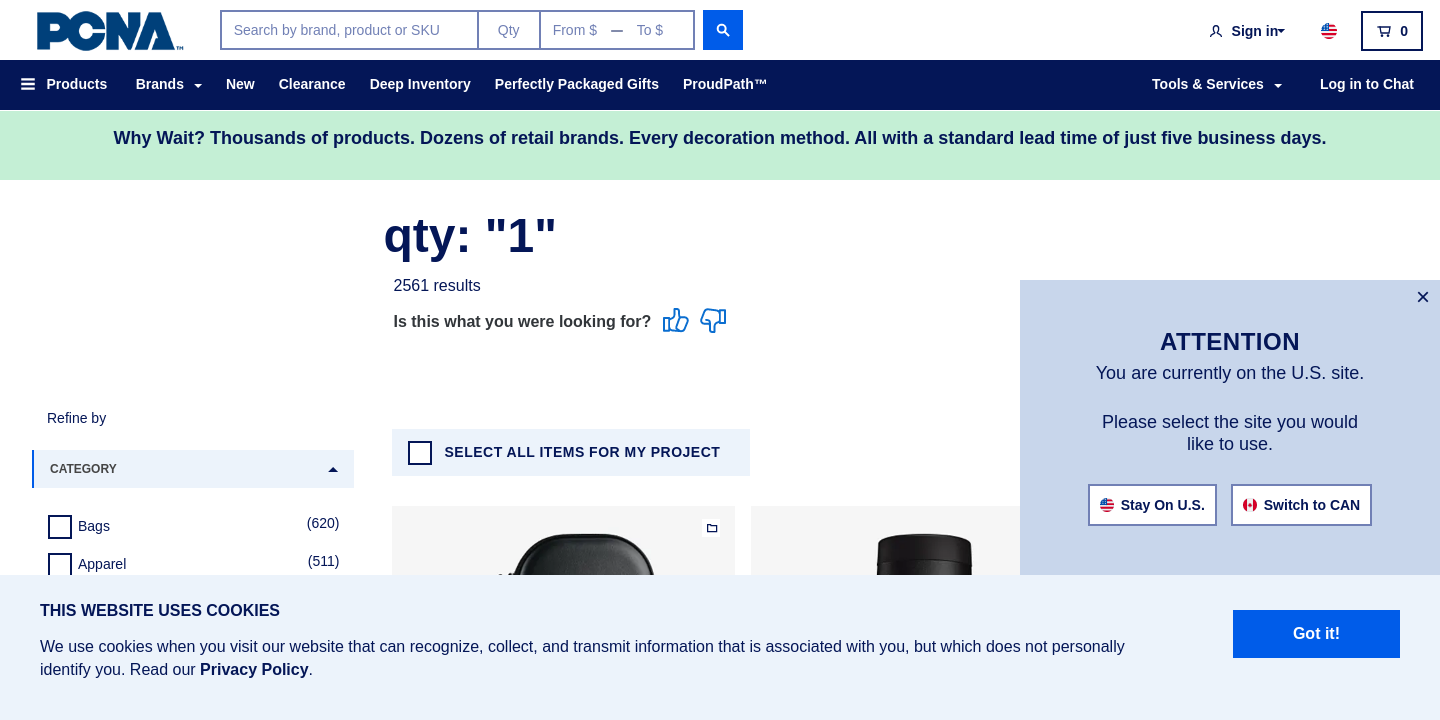 PCNA™
Search by brand, product or SKU
Qty
From $ — To $
Sign in
0
Products
Brands
New
Clearance
Deep Inventory
Perfectly Packaged Gifts
ProudPath™
Tools & Services
Log in to Chat
Why Wait? Thousands of products. Dozens of retail brands. Every decoration method. All with a standard lead time of just five business days.
qty: "1"
2561 results
Is this what you were looking for?
×
ATTENTION
You are currently on the U.S. site.
Please select the site you would
like to use.
Stay On U.S.
Switch to CAN
Refine by
CATEGORY
Bags
(620)
Apparel
(511)
SELECT ALL ITEMS FOR MY PROJECT
THIS WEBSITE USES COOKIES
We use cookies when you visit our website that can recognize, collect, and transmit information that is associated with you, but which does not personally
identify you. Read our Privacy Policy.
Got it!